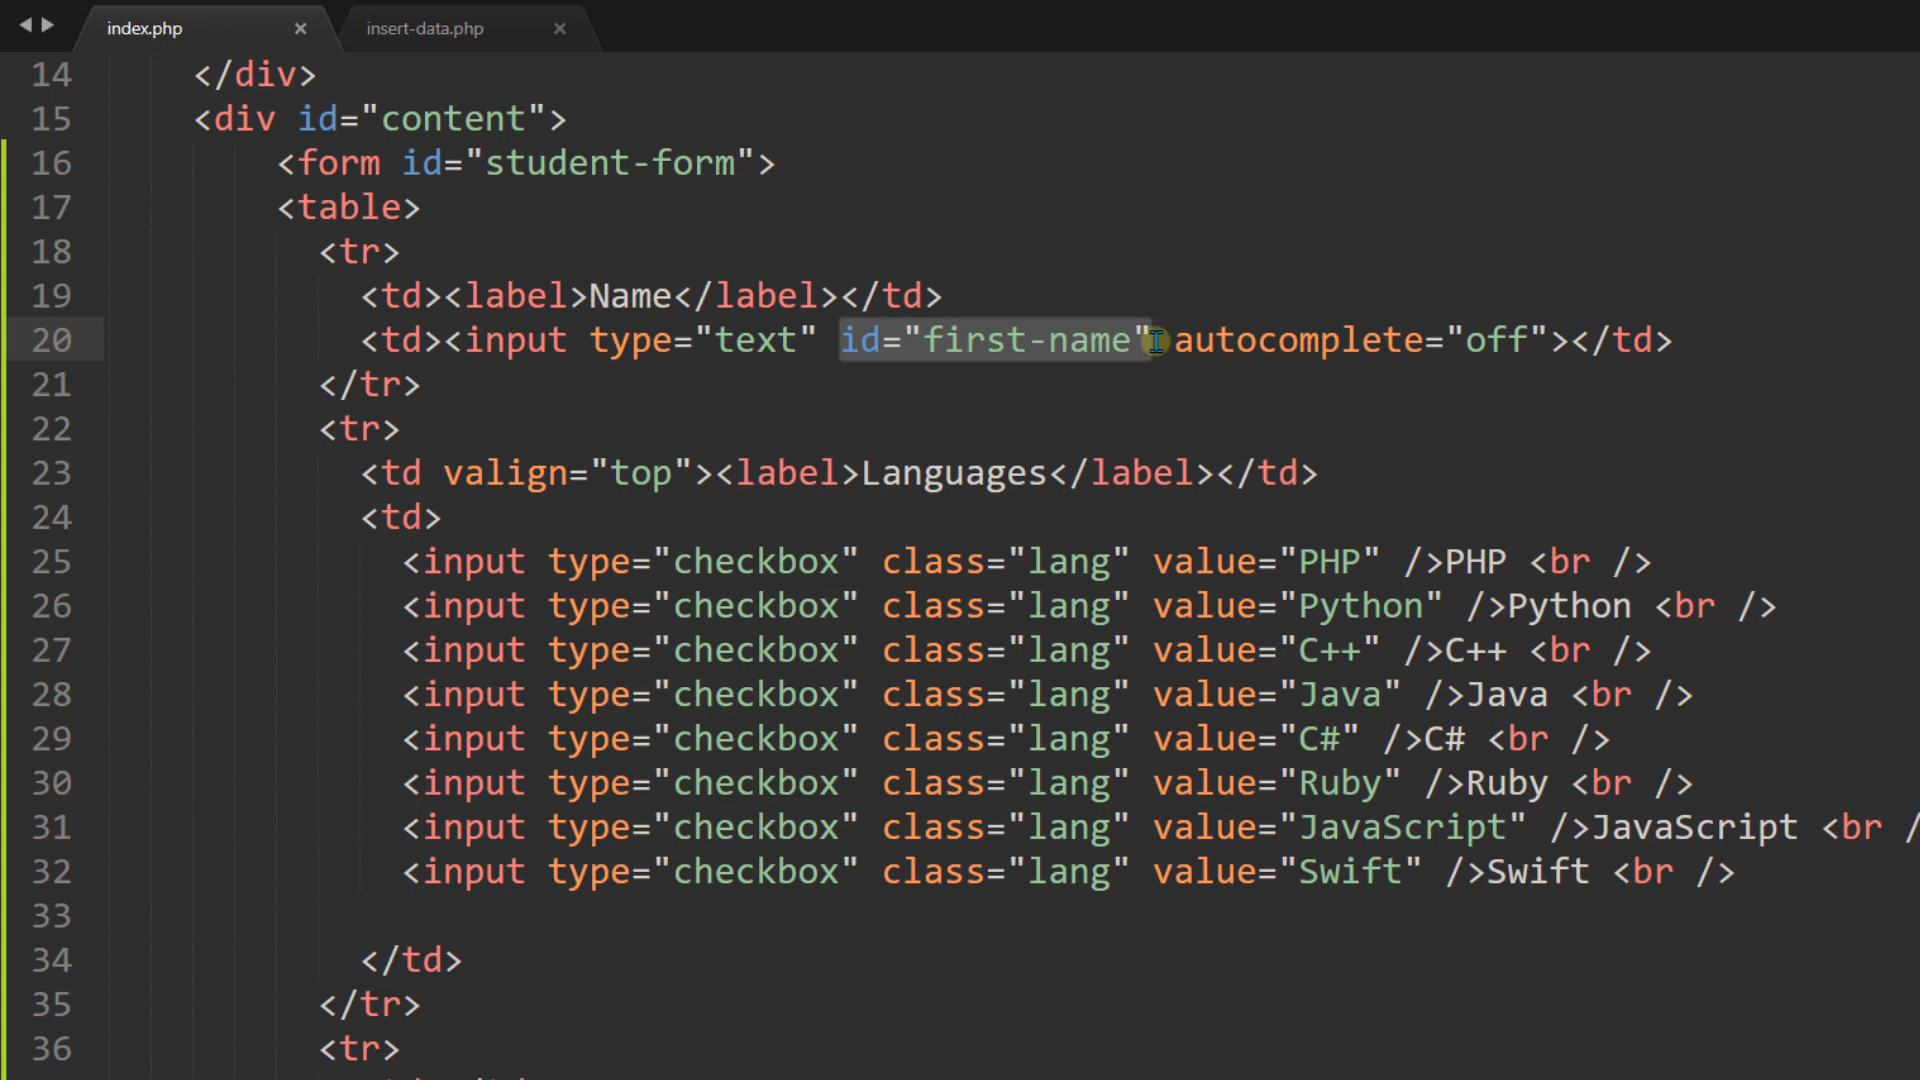 index.php × insert-data.php ×
14 </div>
15 <div id="content">
16 <form id="student-form">
17 <table>
18 <tr>
19 <td><label>Name</label></td>
20 <td><input type="text" id="first-name" autocomplete="off"></td>
21 </tr>
22 <tr>
23 <td valign="top"><label>Languages</label></td>
24 <td>
25 <input type="checkbox" class="lang" value="PHP" />PHP <br />
26 <input type="checkbox" class="lang" value="Python" />Python <br />
27 <input type="checkbox" class="lang" value="C++" />C++ <br />
28 <input type="checkbox" class="lang" value="Java" />Java <br />
29 <input type="checkbox" class="lang" value="C#" />C# <br />
30 <input type="checkbox" class="lang" value="Ruby" />Ruby <br />
31 <input type="checkbox" class="lang" value="JavaScript" />JavaScript <br /
32 <input type="checkbox" class="lang" value="Swift" />Swift <br />
33
34 </td>
35 </tr>
36 <tr>